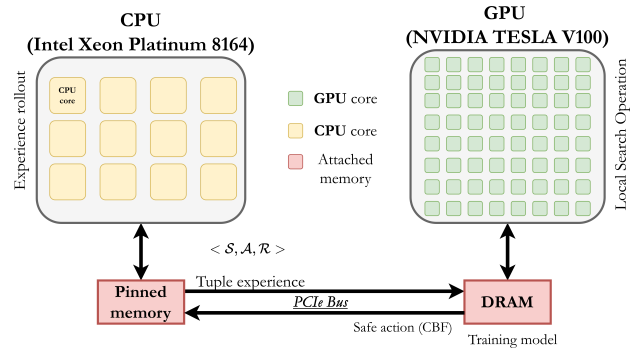 CPU
(Intel Xeon Platinum 8164)
GPU
(NVIDIA TESLA V100)
Experience rollout
CPU
core
GPU core
CPU core
Attached
memory
Local Search Operation
< S, A, R >
Pinned
memory
Tuple experience
PCIe Bus
Safe action (CBF)
DRAM
Training model